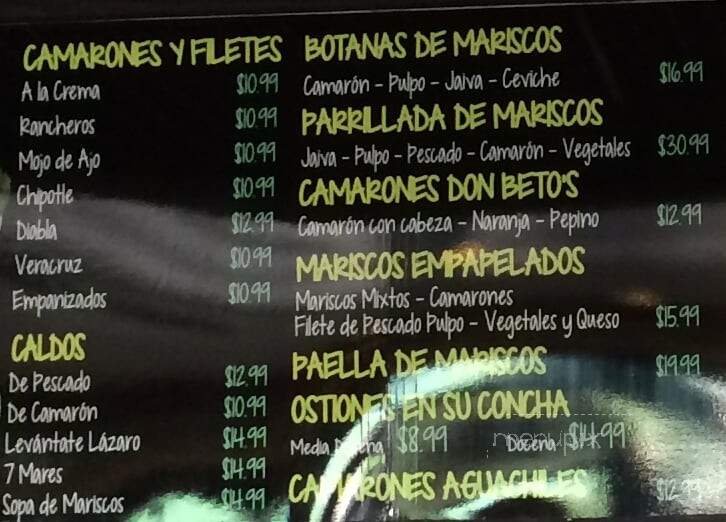 CAMARONES Y FILETES
A la Crema $10.99
Rancheros $10.99
Mojo de Ajo $10.99
Chipotle $10.99
Diabla $12.99
Veracruz $10.99
Empanizados $10.99
CALDOS
De Pescado $12.99
De Camarón $10.99
Levántate Lázaro $14.99
7 Mares $14.99
Sopa de Mariscos $14.99
BOTANAS DE MARISCOS
Camarón - Pulpo - Jaiva - Ceviche $16.99
PARRILLADA DE MARISCOS
Jaiva - Pulpo - Pescado - Camarón - Vegetales $30.99
CAMARONES DON BETO'S
Camarón con cabeza - Naranja - Pepino $12.99
MARISCOS EMPAPELADOS
Mariscos Mixtos - Camarones
Filete de Pescado Pulpo - Vegetales y Queso $15.99
PAELLA DE MARISCOS $19.99
OSTIONES EN SU CONCHA
Media Docena $8.99 Docena $14.99
CAMARONES AGUACHILES $12.99